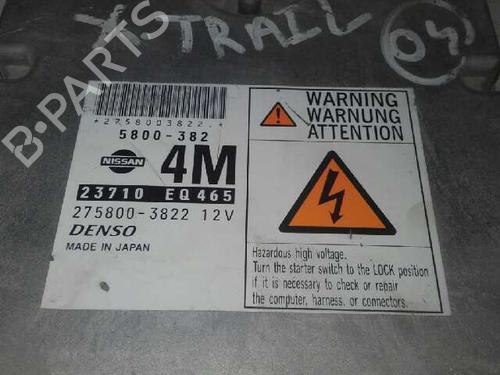 X TRAIL
04
B-PARTS
*2758003822*
5800-382
NISSAN
4M
23710 EQ465
275800-3822 12V
DENSO
MADE IN JAPAN
WARNING
WARNUNG
ATTENTION
Hazardous high voltage.
Turn the starter switch to the LOCK position
if it is necessary to check or repair
the computer, harness, or connectors.